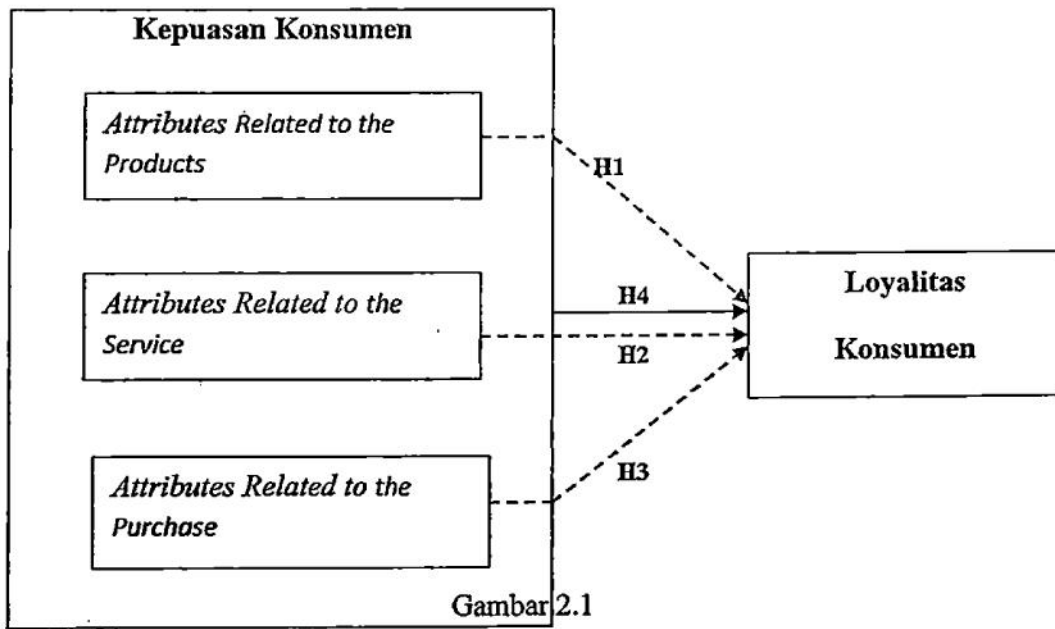 Kepuasan Konsumen
Attributes Related to the
Products
H1
Attributes Related to the
Service
H4
H2
Loyalitas
Konsumen
Attributes Related to the
Purchase
H3
Gambar 2.1